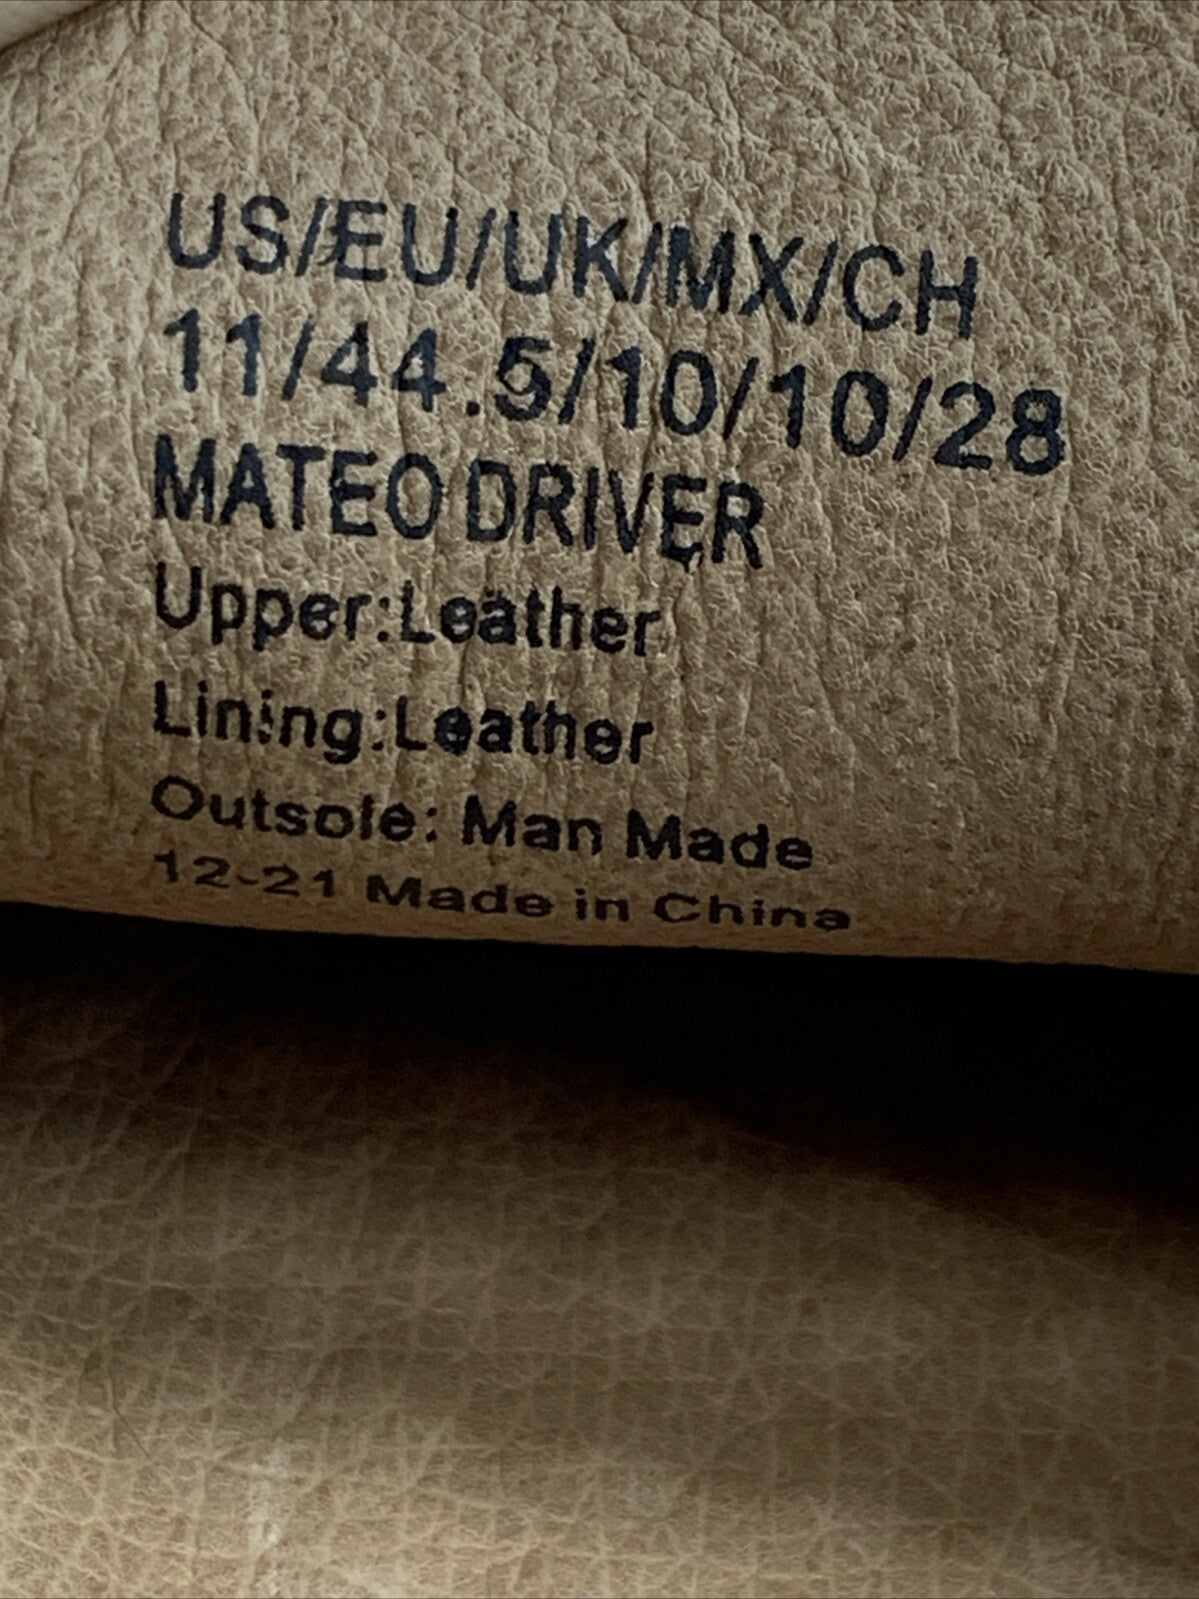 US/EU/UK/MX/CH
11/44.5/10/10/28
MATEO DRIVER
Upper:Leather
Lining:Leather
Outsole: Man Made
12-21 Made in China